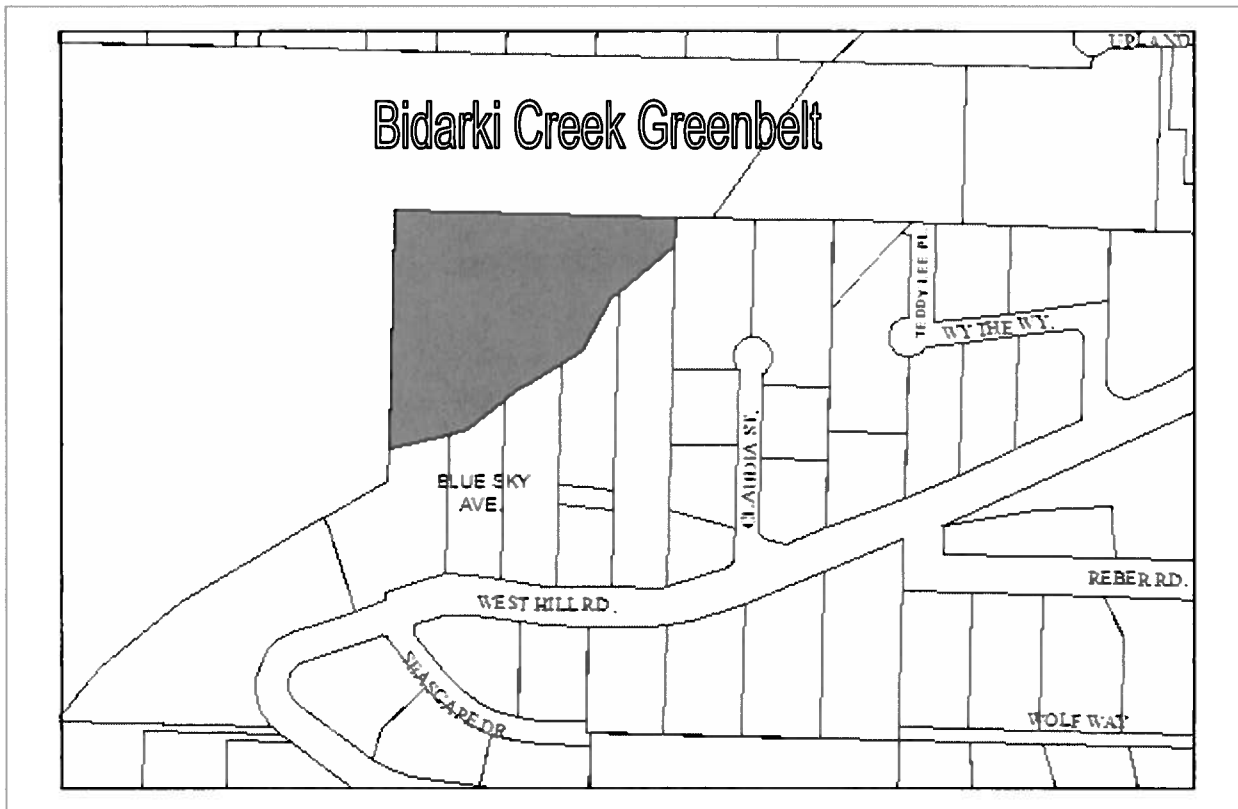 UPLAND
Bidarki Creek Greenbelt
TEDDY LEE PL.
WYTHE WY.
CLAUDIA ST.
BLUE SKY
AVE.
REBER RD.
WEST HILL RD.
SEASCAPE DR.
WOLF WAY